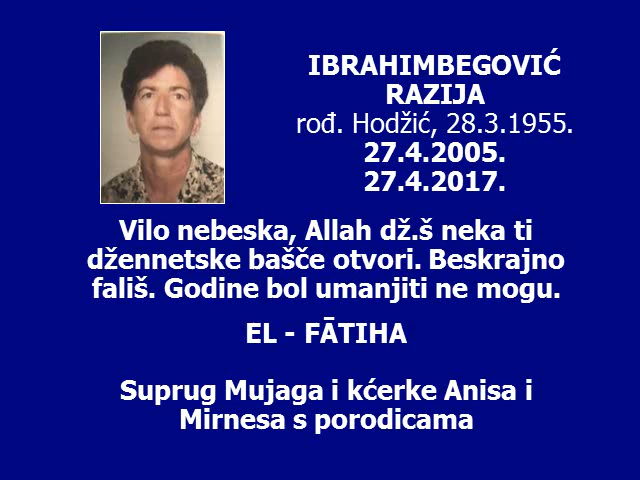 IBRAHIMBEGOVIĆ
RAZIJA
rođ. Hodžić, 28.3.1955.
27.4.2005.
27.4.2017.
Vilo nebeska, Allah dž.š neka ti
džennetske bašče otvori. Beskrajno
fališ. Godine bol umanjiti ne mogu.
EL - FĀTIHA
Suprug Mujaga i kćerke Anisa i
Mirnesa s porodicama